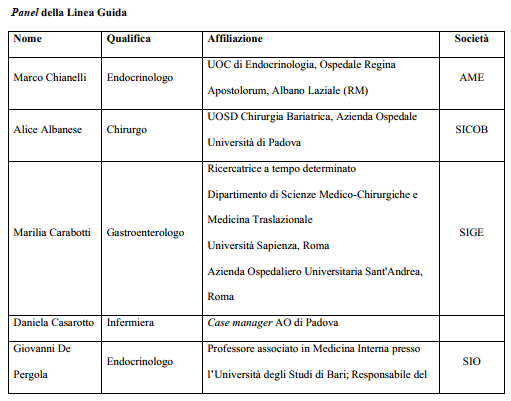 Panel della Linea Guida
Nome Qualifica Affiliazione Società
Marco Chianelli Endocrinologo UOC di Endocrinologia, Ospedale Regina
Apostolorum, Albano Laziale (RM) AME
Alice Albanese Chirurgo UOSD Chirurgia Bariatrica, Azienda Ospedale
Università di Padova SICOB
Marilia Carabotti Gastroenterologo Ricercatrice a tempo determinato
Dipartimento di Scienze Medico-Chirurgiche e
Medicina Traslazionale
Università Sapienza, Roma
Azienda Ospedaliero Universitaria Sant'Andrea,
Roma SIGE
Daniela Casarotto Infermiera Case manager AO di Padova
Giovanni De
Pergola Endocrinologo Professore associato in Medicina Interna presso
l'Università degli Studi di Bari; Responsabile del SIO